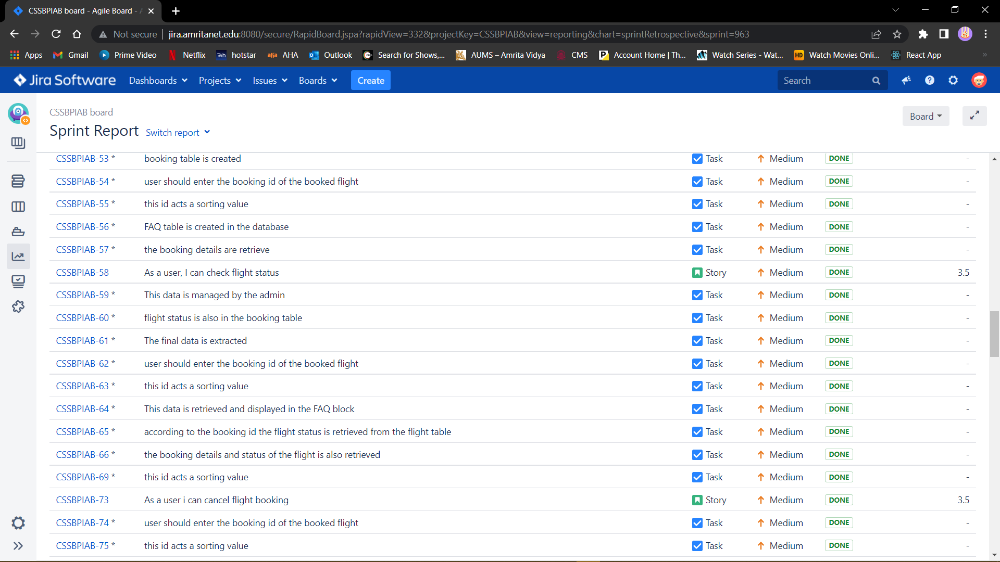 CSSBPIAB board - Agile Board - A
Not secure jira.amritanet.edu:8080/secure/RapidBoard.jspa?rapidView=332&projectKey=CSSBPIAB&view=reporting&chart=sprintRetrospective&sprint=963
Apps Gmail Prime Video Netflix hotstar AHA Outlook Search for Shows,... AUMS – Amrita Vidya CMS Account Home | Th... Watch Series - Wat... Watch Movies Onli... React App
Jira Software Dashboards Projects Issues Boards Create Search
CSSBPIAB board
Sprint Report Switch report Board
CSSBPIAB-53 * booking table is created Task Medium DONE -
CSSBPIAB-54 * user should enter the booking id of the booked flight Task Medium DONE -
CSSBPIAB-55 * this id acts a sorting value Task Medium DONE -
CSSBPIAB-56 * FAQ table is created in the database Task Medium DONE -
CSSBPIAB-57 * the booking details are retrieve Task Medium DONE -
CSSBPIAB-58 As a user, I can check flight status Story Medium DONE 3.5
CSSBPIAB-59 * This data is managed by the admin Task Medium DONE -
CSSBPIAB-60 * flight status is also in the booking table Task Medium DONE -
CSSBPIAB-61 * The final data is extracted Task Medium DONE -
CSSBPIAB-62 * user should enter the booking id of the booked flight Task Medium DONE -
CSSBPIAB-63 * this id acts a sorting value Task Medium DONE -
CSSBPIAB-64 * This data is retrieved and displayed in the FAQ block Task Medium DONE -
CSSBPIAB-65 * according to the booking id the flight status is retrieved from the flight table Task Medium DONE -
CSSBPIAB-66 * the booking details and status of the flight is also retrieved Task Medium DONE -
CSSBPIAB-69 * this id acts a sorting value Task Medium DONE -
CSSBPIAB-73 As a user i can cancel flight booking Story Medium DONE 3.5
CSSBPIAB-74 * user should enter the booking id of the booked flight Task Medium DONE -
CSSBPIAB-75 * this id acts a sorting value Task Medium DONE -